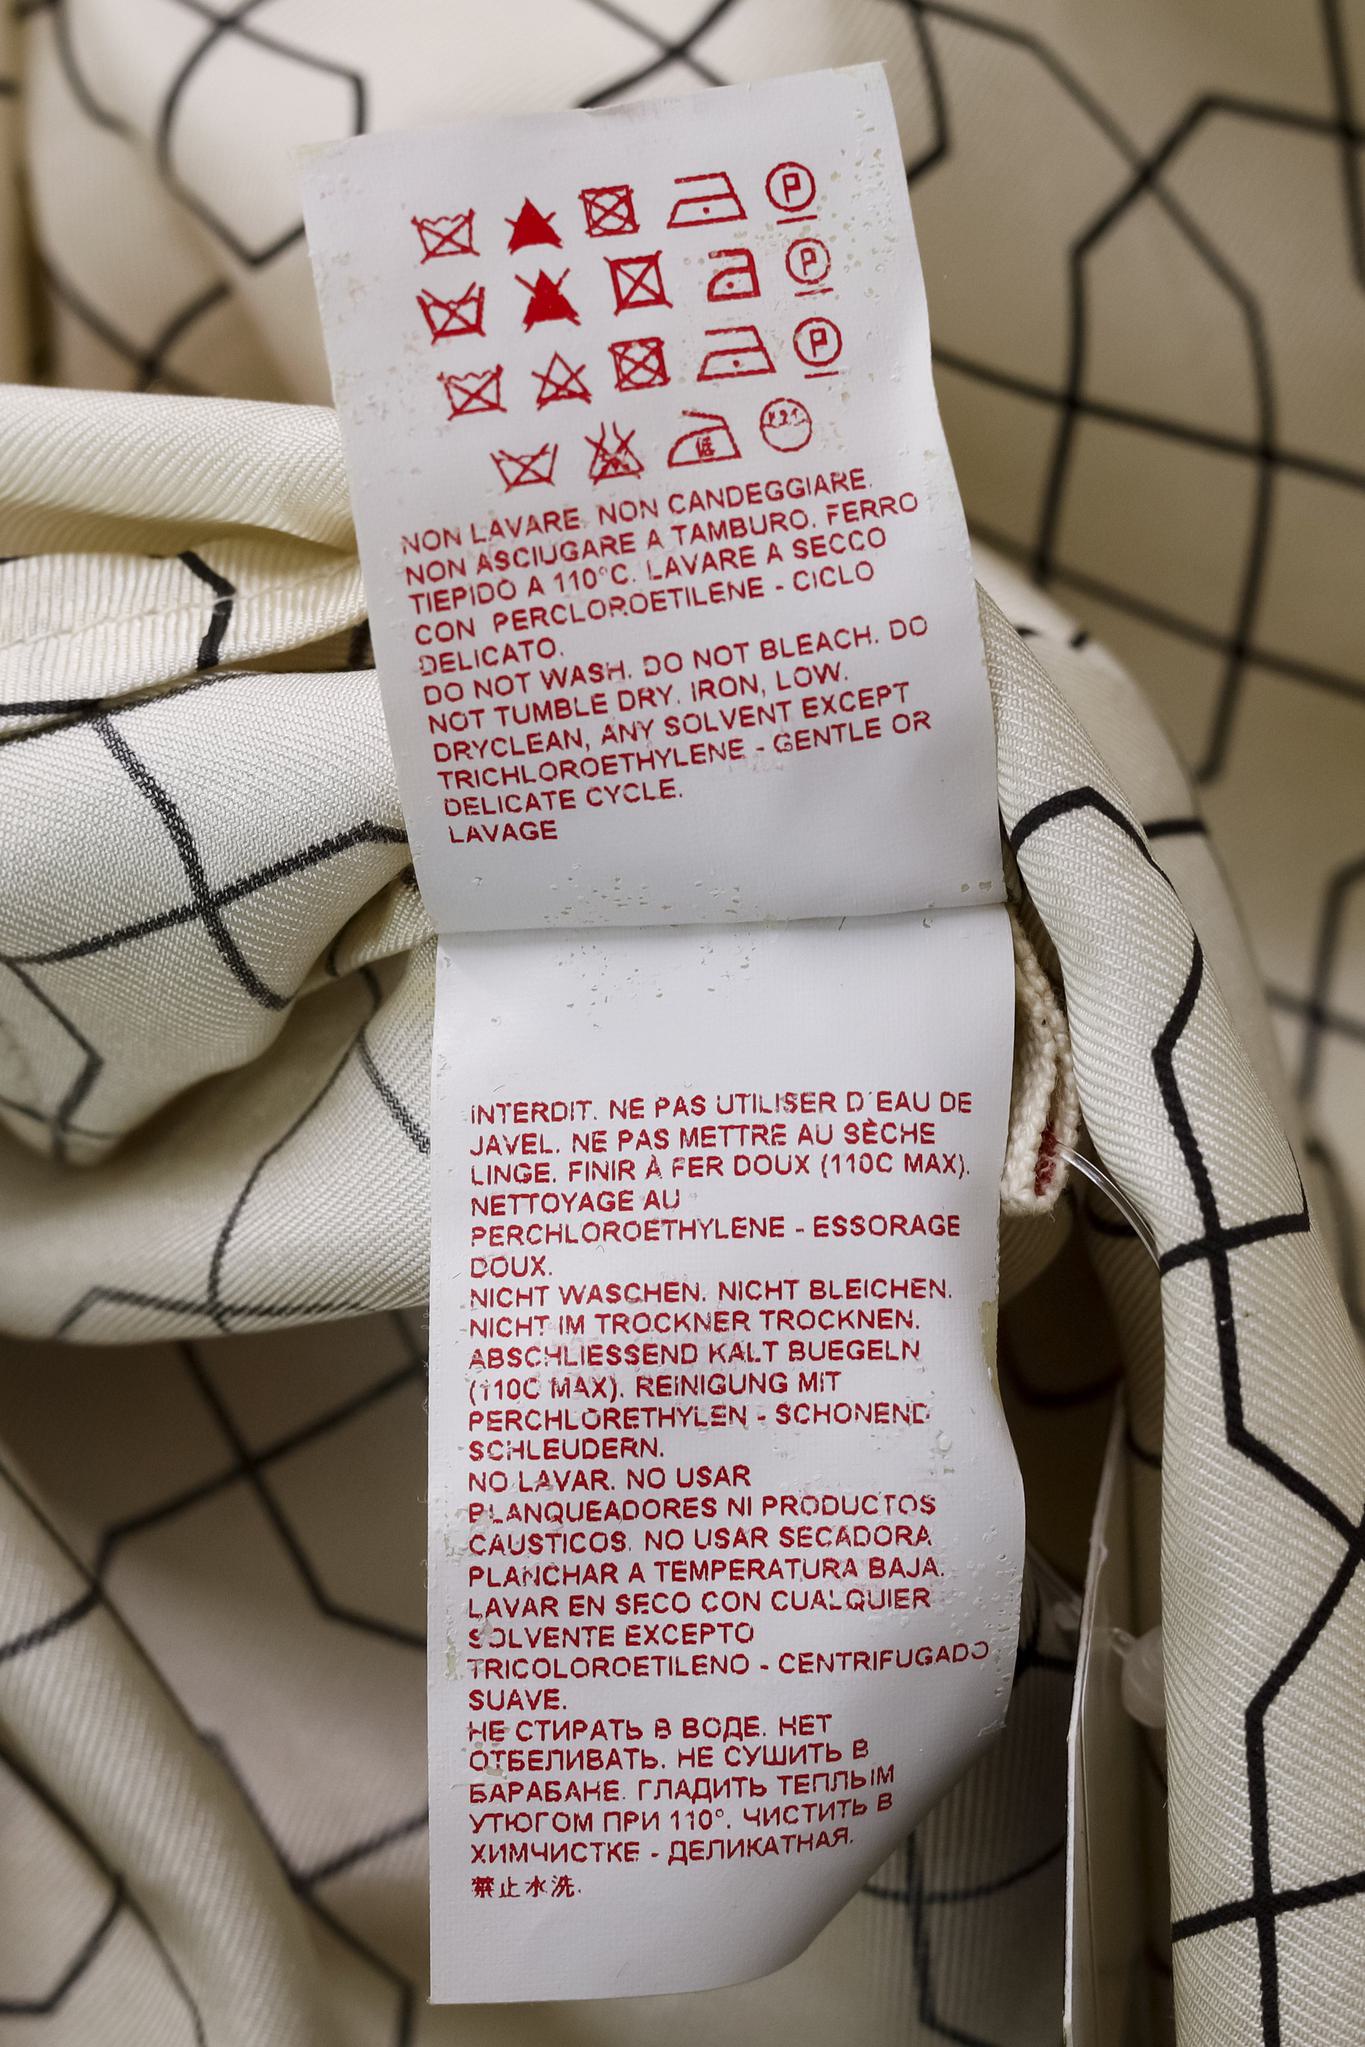 P
P
P
低
NON LAVARE. NON CANDEGGIARE.
NON ASCIUGARE A TAMBURO. FERRO
TIEPIDO A 110°C. LAVARE A SECCO
CON PERCLOROETILENE - CICLO
DELICATO.
DO NOT WASH. DO NOT BLEACH. DO
NOT TUMBLE DRY. IRON, LOW.
DRYCLEAN, ANY SOLVENT EXCEPT
TRICHLOROETHYLENE - GENTLE OR
DELICATE CYCLE.
LAVAGE
INTERDIT. NE PAS UTILISER D'EAU DE
JAVEL. NE PAS METTRE AU SÈCHE
LINGE. FINIR À FER DOUX (110C MAX).
NETTOYAGE AU
PERCHLOROETHYLENE - ESSORAGE
DOUX.
NICHT WASCHEN. NICHT BLEICHEN.
NICHT IM TROCKNER TROCKNEN.
ABSCHLIESSEND KALT BUEGELN
(110C MAX). REINIGUNG MIT
PERCHLORETHYLEN - SCHONEND
SCHLEUDERN.
NO LAVAR. NO USAR
BLANQUEADORES NI PRODUCTOS
CAUSTICOS. NO USAR SECADORA.
PLANCHAR A TEMPERATURA BAJA.
LAVAR EN SECO CON CUALQUIER
SOLVENTE EXCEPTO
TRICOLOROETILENO - CENTRIFUGADO
SUAVE.
НЕ СТИРАТЬ В ВОДЕ. НЕТ
ОТБЕЛИВАТЬ. НЕ СУШИТЬ В
БАРАБАНЕ. ГЛАДИТЬ ТЕПЛЫМ
УТЮГОМ ПРИ 110°. ЧИСТИТЬ В
ХИМЧИСТКЕ - ДЕЛИКАТНАЯ.
禁止水洗.